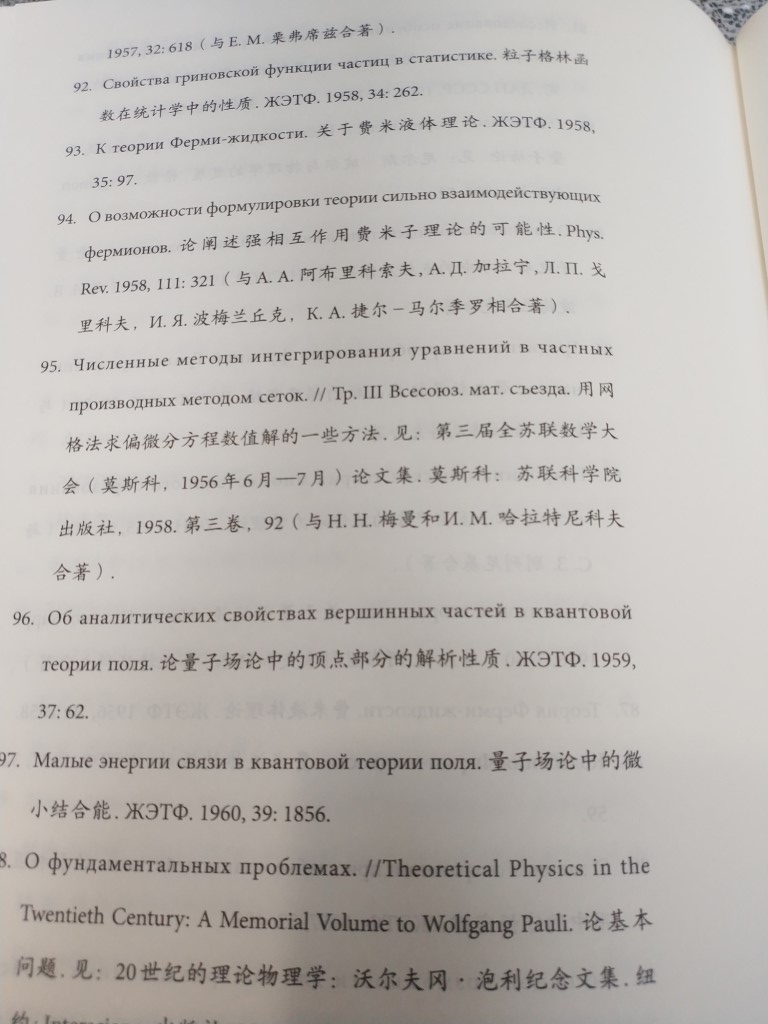 1957, 32: 618（与 E. M. 栗弗席兹合著）.
92. Свойства гриновской функции частиц в статистике. 粒子格林函
数在统计学中的性质. ЖЭТФ. 1958, 34: 262.
93. К теории Ферми-жидкости. 关于费米液体理论. ЖЭТФ. 1958,
35: 97.
94. О возможности формулировки теории сильно взаимодействующих
фермионов. 论阐述强相互作用费米子理论的可能性. Phys.
Rev. 1958, 111: 321（与 А. А. 阿布里科索夫, А. Д. 加拉宁, Л. П. 戈
里科夫, И. Я. 波梅兰丘克, К. А. 捷尔－马尔季罗相合著）.
95. Численные методы интегрирования уравнений в частных
производных методом сеток. // Тр. III Всесоюз. мат. съезда. 用网
格法求偏微分方程数值解的一些方法. 见：第三届全苏联数学大
会（莫斯科, 1956年6月—7月）论文集. 莫斯科：苏联科学院
出版社, 1958. 第三卷, 92（与 Н. Н. 梅曼和 И. М. 哈拉特尼科夫
合著）.
96. Об аналитических свойствах вершинных частей в квантовой
теории поля. 论量子场论中的顶点部分的解析性质. ЖЭТФ. 1959,
37: 62.
97. Малые энергии связи в квантовой теории поля. 量子场论中的微
小结合能. ЖЭТФ. 1960, 39: 1856.
8. О фундаментальных проблемах. //Theoretical Physics in the
Twentieth Century: A Memorial Volume to Wolfgang Pauli. 论基本
问题. 见：20世纪的理论物理学：沃尔夫冈·泡利纪念文集. 纽
约: